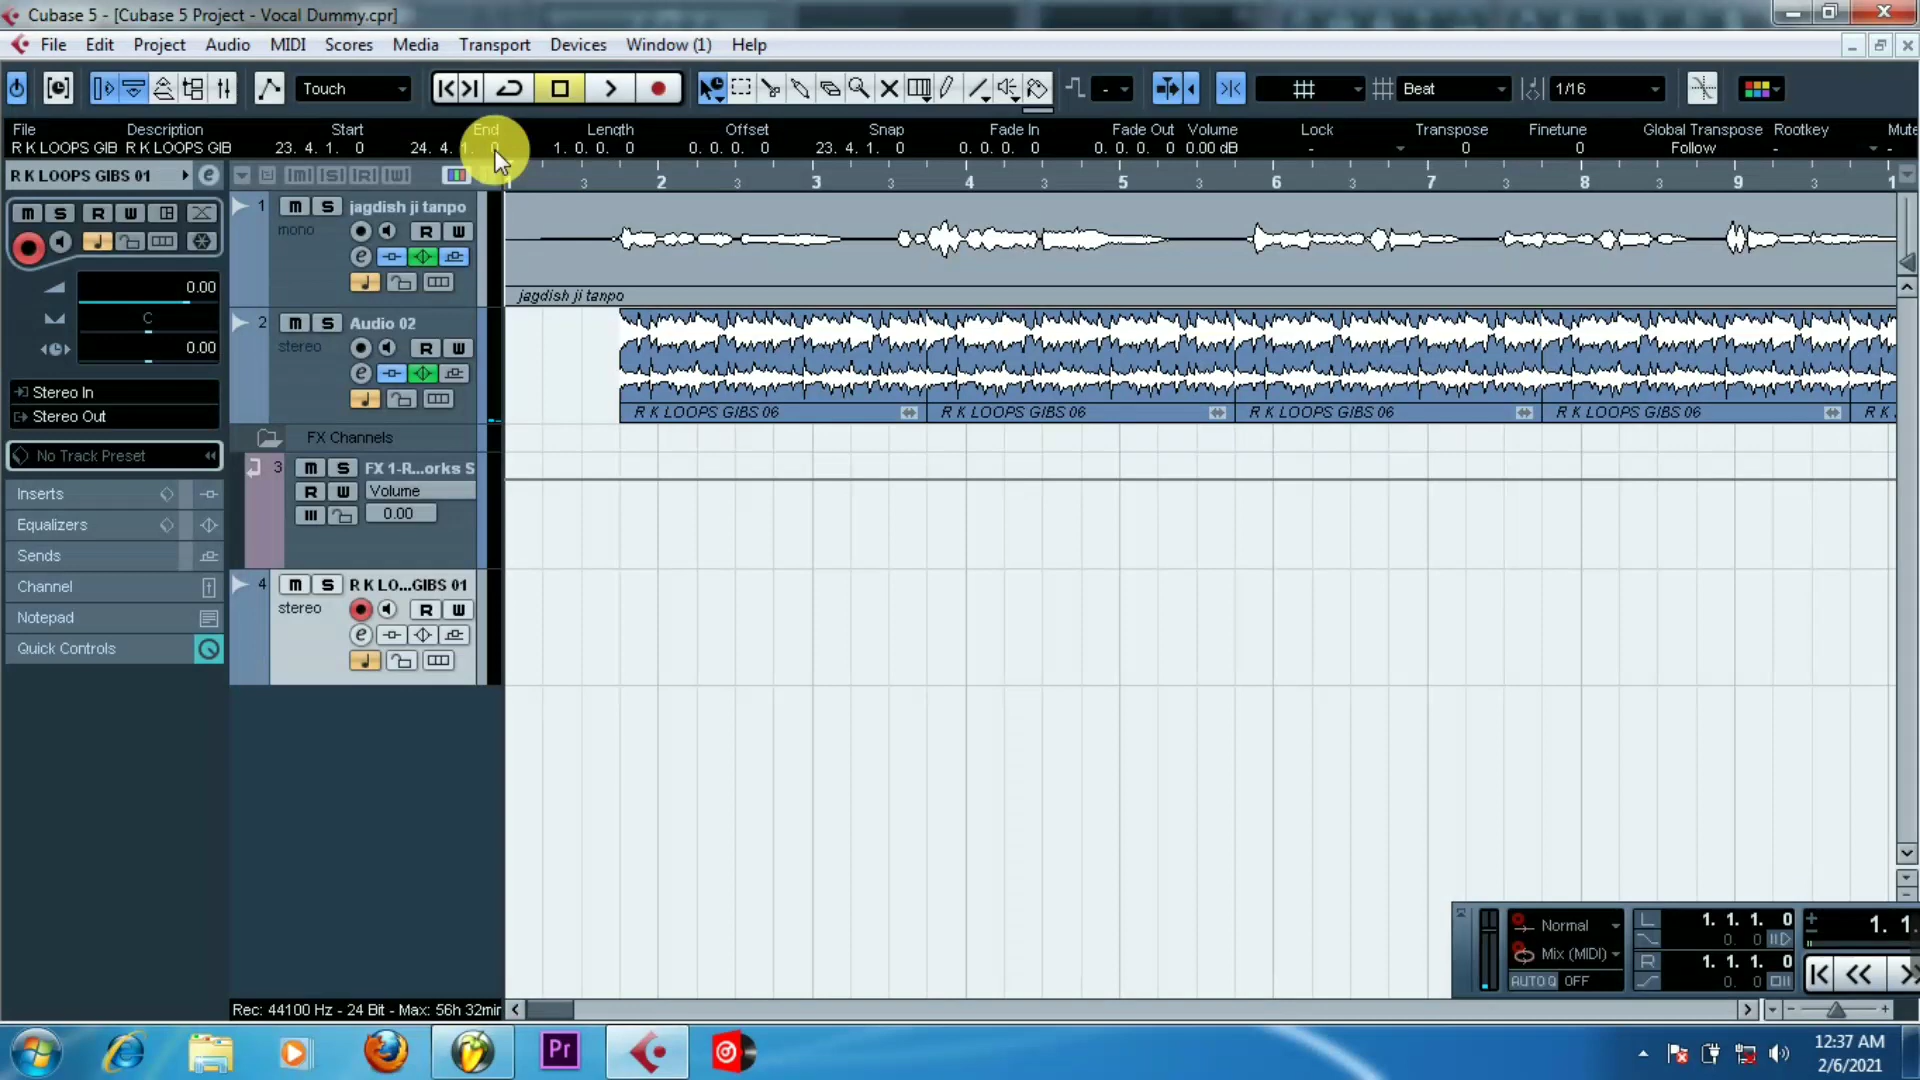 Cubase 5 - [Cubase 5 Project - Vocal Dummy.cpr]
File Edit Project Audio MIDI Scores Media Transport Devices Window (1) Help
Touch - Beat 1/16
File Description Start End Length Offset Snap Fade In Fade Out Volume Lock Transpose Finetune Global Transpose Rootkey Mute
R K LOOPS GIB R K LOOPS GIB 23. 4. 1. 0 24. 4. 1. 0 1. 0. 0. 0 0. 0. 0. 0 23. 4. 1. 0 0. 0. 0. 0 0. 0. 0. 0 0.00 dB - 0 0 Follow - -
R K LOOPS GIBS 01 e
m S R W
0.00
C
0.00
Stereo In
Stereo Out
No Track Preset
Inserts
Equalizers
Sends
Channel
Notepad
Quick Controls
1 m S jagdish ji tanpo
mono R W
e
2 m S Audio 02
stereo R W
e
FX Channels
3 m S FX 1-R...orks S
R W Volume
0.00
4 m S R K LO...GIBS 01
stereo R W
e
3 2 3 3 3 4 3 5 3 6 3 7 3 8 3 9 3 1
jagdish ji tanpo
R K LOOPS GIBS 06 R K LOOPS GIBS 06 R K LOOPS GIBS 06 R K LOOPS GIBS 06 R K
Normal L 1. 1. 1. 0 1. 1.
0. 0
Mix (MIDI) R 1. 1. 1. 0
AUTO Q OFF 0. 0
Rec: 44100 Hz - 24 Bit - Max: 56h 32min
Pr
12:37 AM
2/6/2021